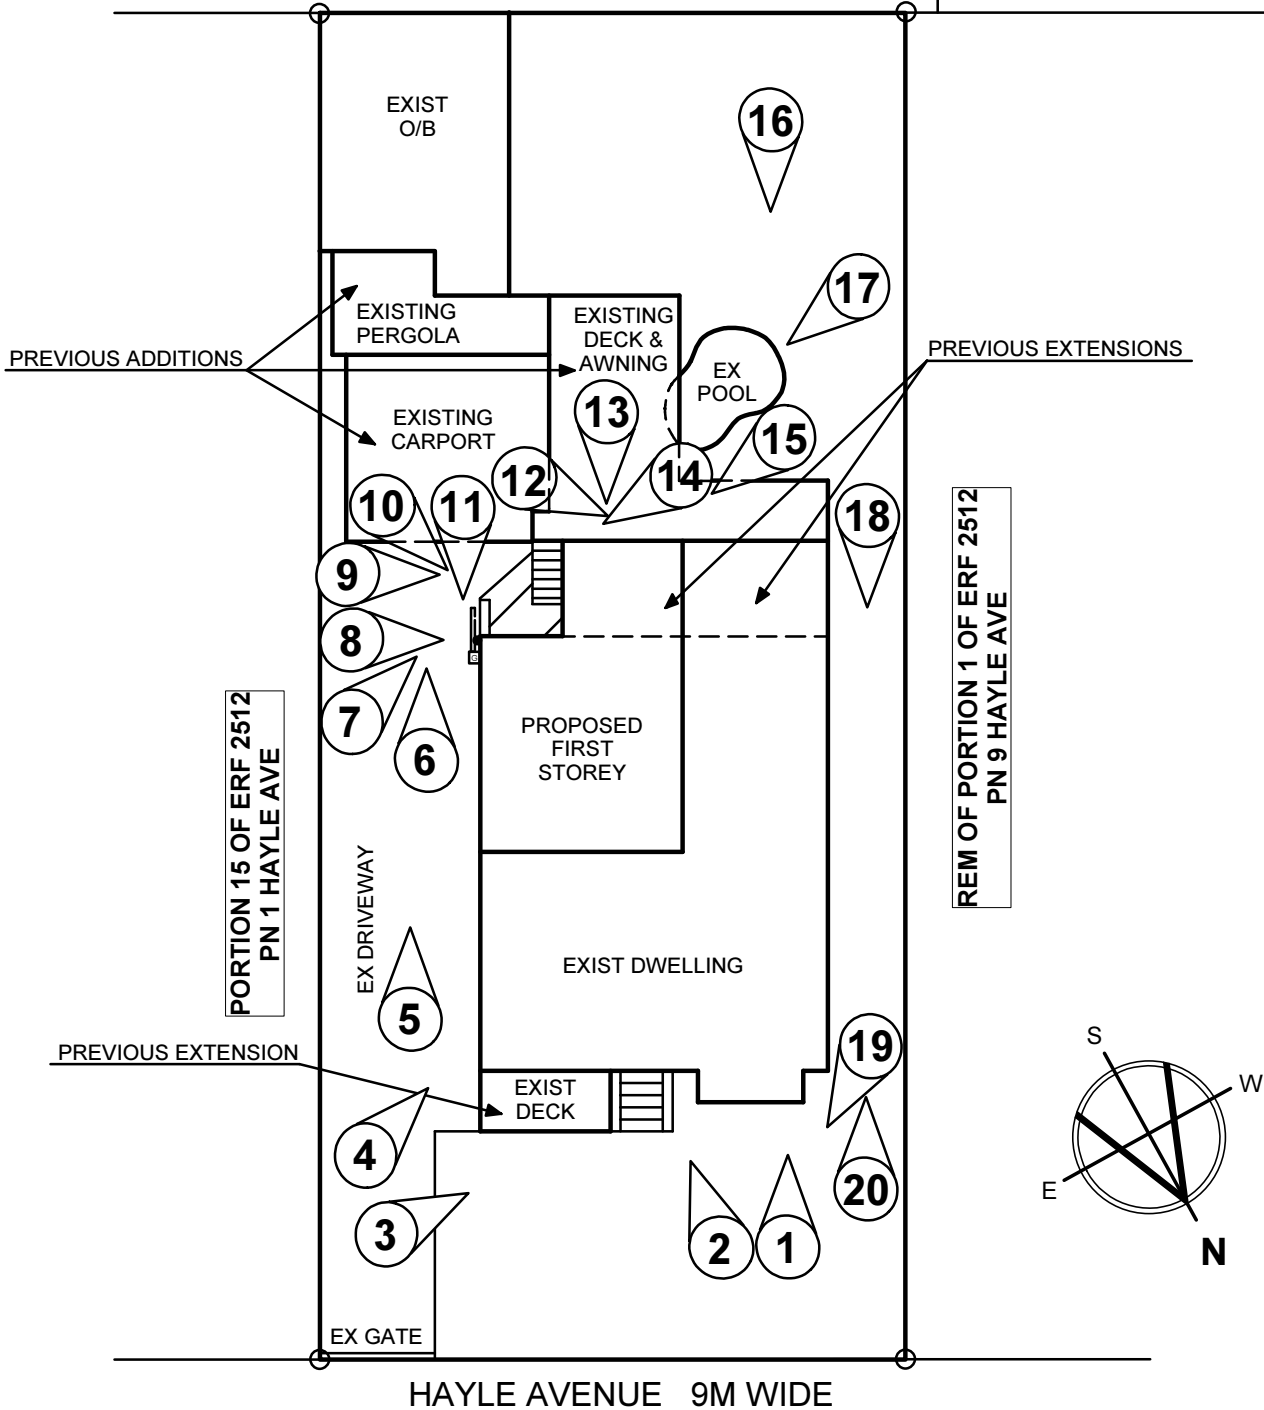 EXIST
O/B
16
17
EXISTING
PERGOLA
EXISTING
DECK &
AWNING
PREVIOUS ADDITIONS
PREVIOUS EXTENSIONS
EX
POOL
EXISTING
CARPORT
13
15
12
14
10
11
18
9
8
G
7
6
PROPOSED
FIRST
STOREY
PORTION 15 OF ERF 2512
PN 1 HAYLE AVE
REM OF PORTION 1 OF ERF 2512
PN 9 HAYLE AVE
EX DRIVEWAY
EXIST DWELLING
5
19
PREVIOUS EXTENSION
EXIST
DECK
S
W
E
N
4
20
3
2
1
EX GATE
HAYLE AVENUE 9M WIDE